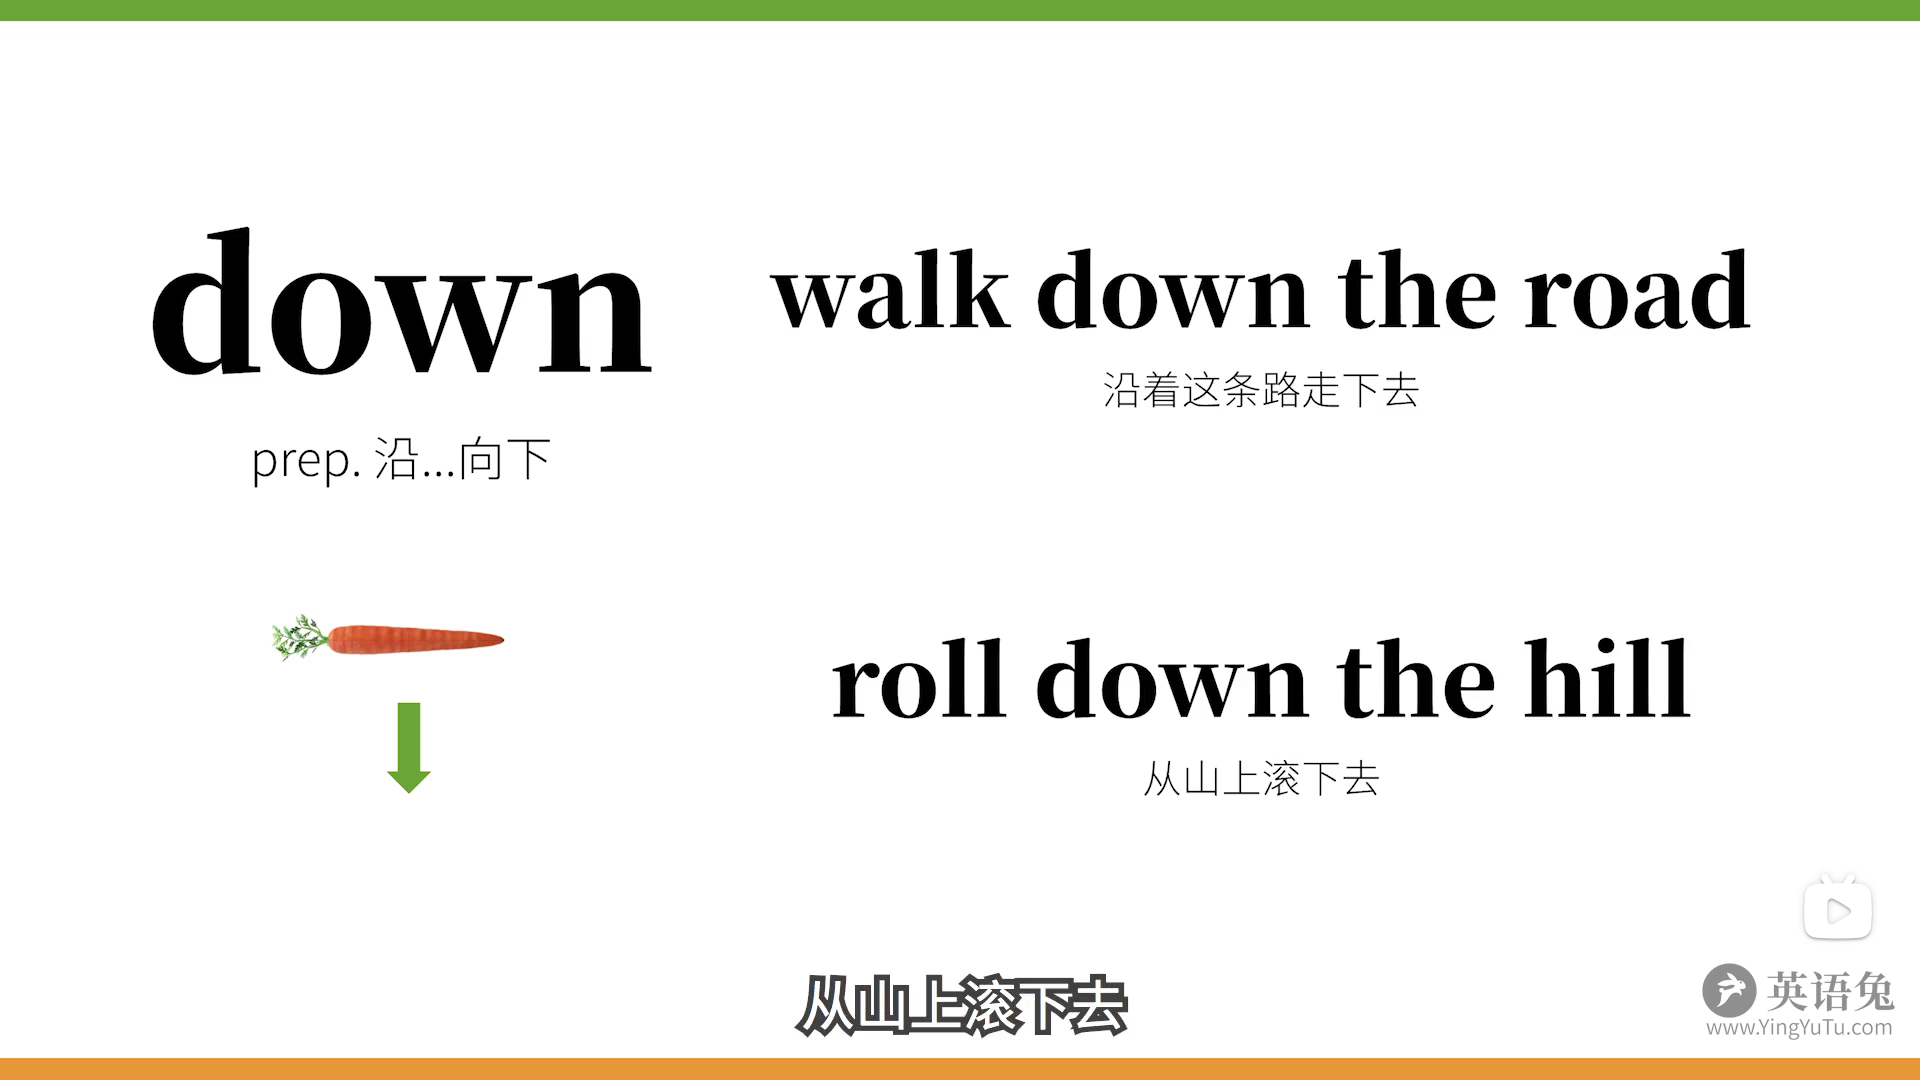 down
prep. 沿...向下
walk down the road
沿着这条路走下去
roll down the hill
从山上滚下去
从山上滚下去
英语兔
www.YingYuTu.com